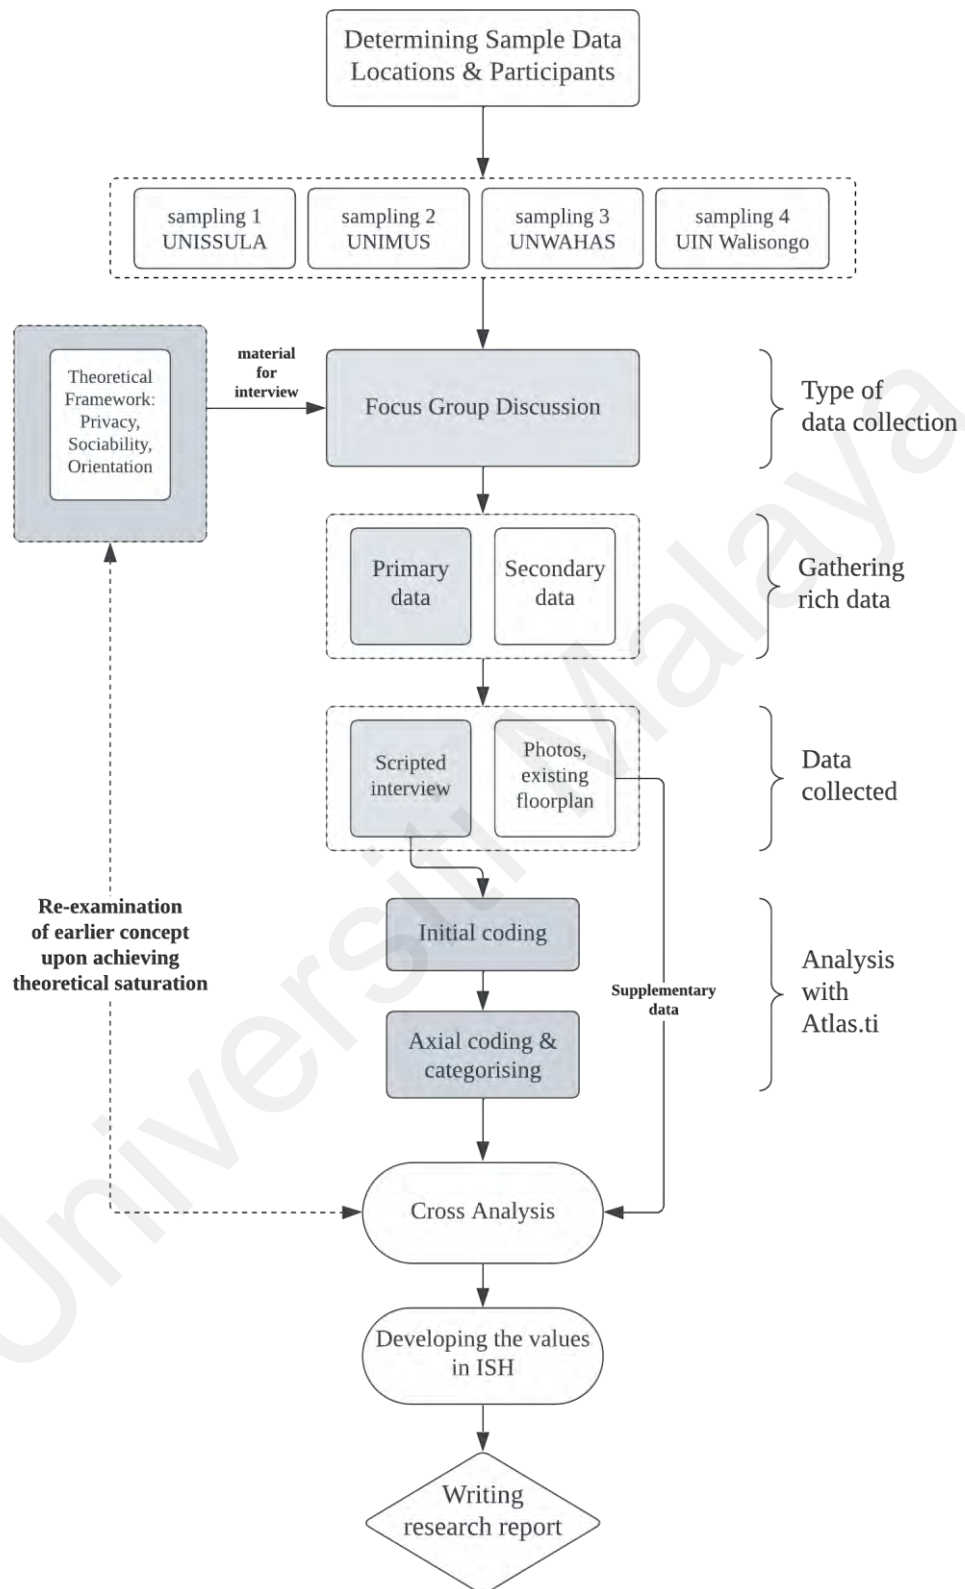 Determining Sample Data
Locations & Participants
sampling 1
UNISSULA
sampling 2
UNIMUS
sampling 3
UNWAHAS
sampling 4
UIN Walisongo
Theoretical
Framework:
Privacy,
Sociability,
Orientation
material
for
interview
Focus Group Discussion
Type of
data collection
Primary
data
Secondary
data
Gathering
rich data
Scripted
interview
Photos,
existing
floorplan
Data
collected
Re-examination
of earlier concept
upon achieving
theoretical saturation
Initial coding
Axial coding &
categorising
Supplementary
data
Analysis
with
Atlas.ti
Cross Analysis
Developing the values
in ISH
Writing
research report
Universiti Malaya